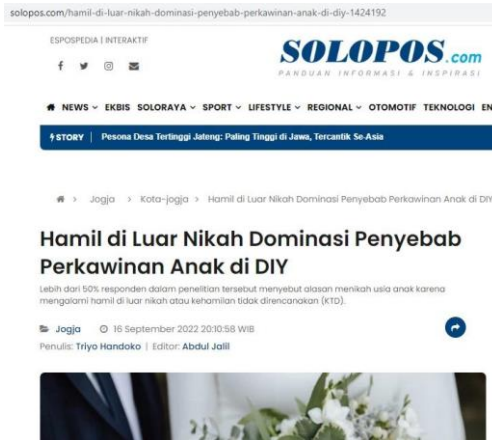 solopos.com/hamil-di-luar-nikah-dominasi-penyebab-perkawinan-anak-di-diy-1424192
ESPOSPEDIA | INTERAKTIF
SOLOPOS.com
PANDUAN INFORMASI & INSPIRASI
NEWS EKBIS SOLORAYA SPORT LIFESTYLE REGIONAL OTOMOTIF TEKNOLOGI EN
STORY | Pesona Desa Tertinggi Jateng: Paling Tinggi di Jawa, Tercantik Se-Asia
> Jogja > Kota-jogja > Hamil di Luar Nikah Dominasi Penyebab Perkawinan Anak di DIY
Hamil di Luar Nikah Dominasi Penyebab
Perkawinan Anak di DIY
Lebih dari 50% responden dalam penelitian tersebut menyebut alasan menikah usia anak karena
mengalami hamil di luar nikah atau kehamilan tidak direncanakan (KTD).
Jogja 16 September 2022 20:10:58 WIB
Penulis: Triyo Handoko | Editor: Abdul Jalil